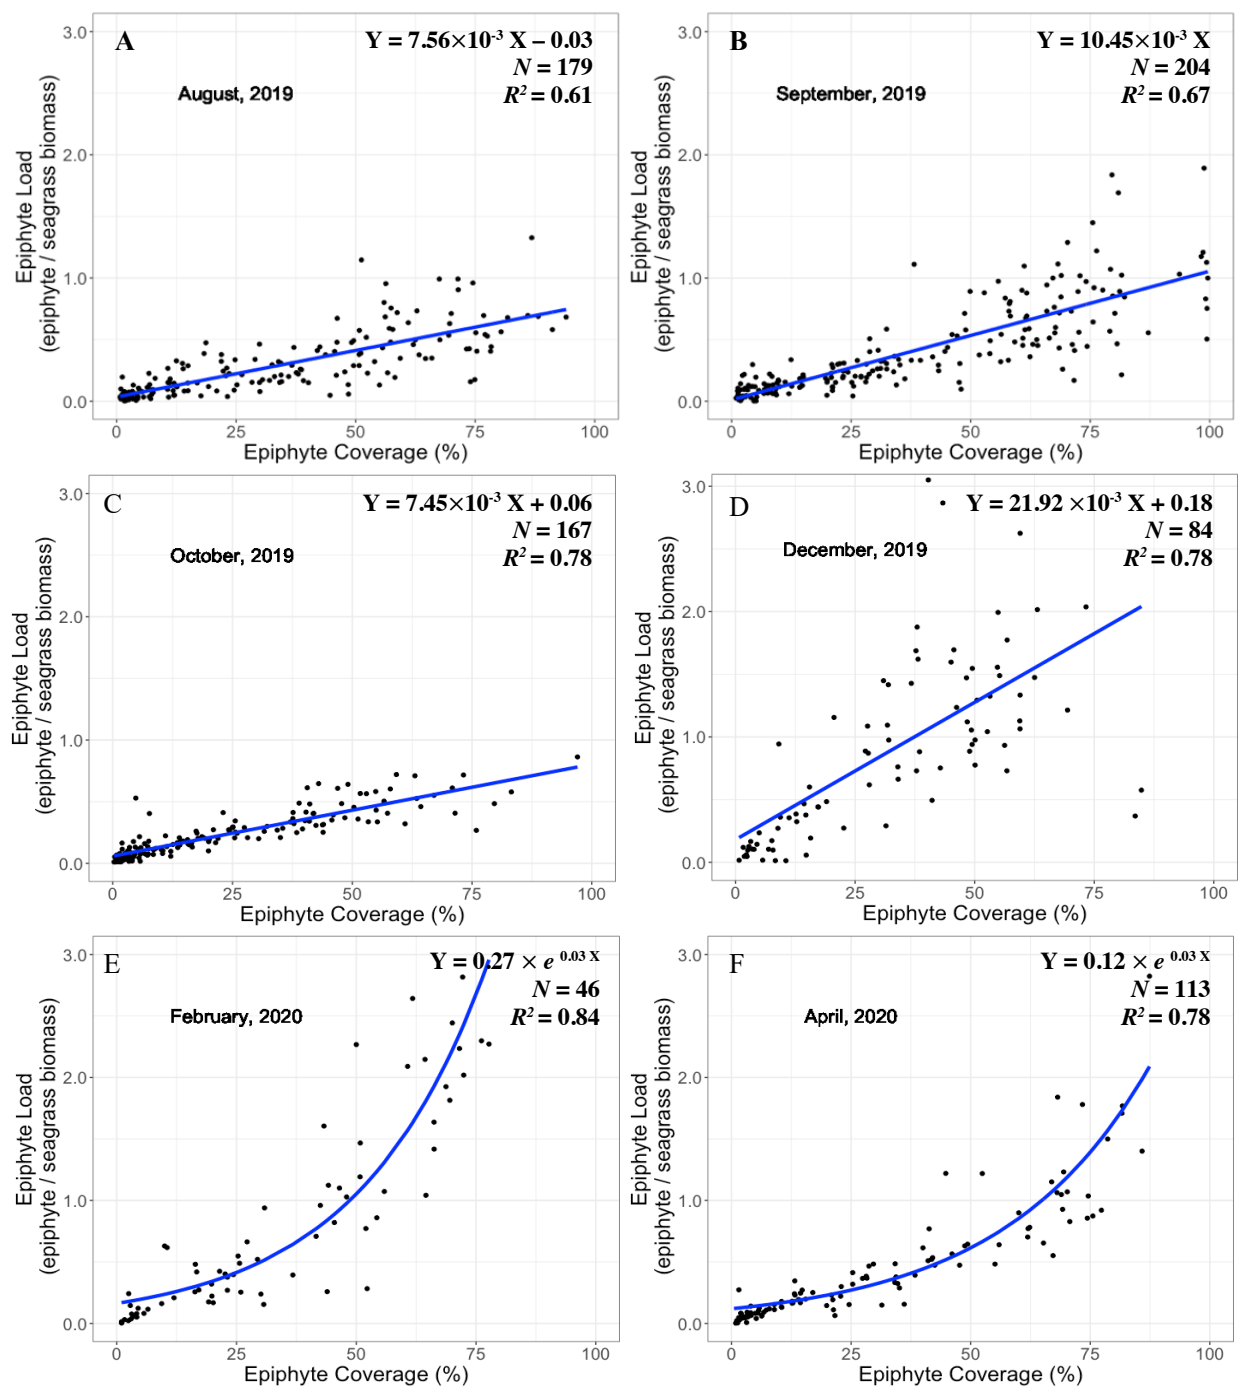 A
Y = 7.56×10⁻³ X – 0.03
N = 179
R² = 0.61
August, 2019
Epiphyte Load
(epiphyte / seagrass biomass)
3.0
2.0
1.0
0.0
0 25 50 75 100
Epiphyte Coverage (%)
B
Y = 10.45×10⁻³ X
N = 204
R² = 0.67
September, 2019
Epiphyte Load
(epiphyte / seagrass biomass)
3.0
2.0
1.0
0.0
0 25 50 75 100
Epiphyte Coverage (%)
C
Y = 7.45×10⁻³ X + 0.06
N = 167
R² = 0.78
October, 2019
Epiphyte Load
(epiphyte / seagrass biomass)
3.0
2.0
1.0
0.0
0 25 50 75 100
Epiphyte Coverage (%)
D
Y = 21.92 ×10⁻³ X + 0.18
N = 84
R² = 0.78
December, 2019
Epiphyte Load
(epiphyte / seagrass biomass)
3.0
2.0
1.0
0.0
0 25 50 75 100
Epiphyte Coverage (%)
E
Y = 0.27 × e 0.03 X
N = 46
R² = 0.84
February, 2020
Epiphyte Load
(epiphyte / seagrass biomass)
3.0
2.0
1.0
0.0
0 25 50 75 100
Epiphyte Coverage (%)
F
Y = 0.12 × e 0.03 X
N = 113
R² = 0.78
April, 2020
Epiphyte Load
(epiphyte / seagrass biomass)
3.0
2.0
1.0
0.0
0 25 50 75 100
Epiphyte Coverage (%)